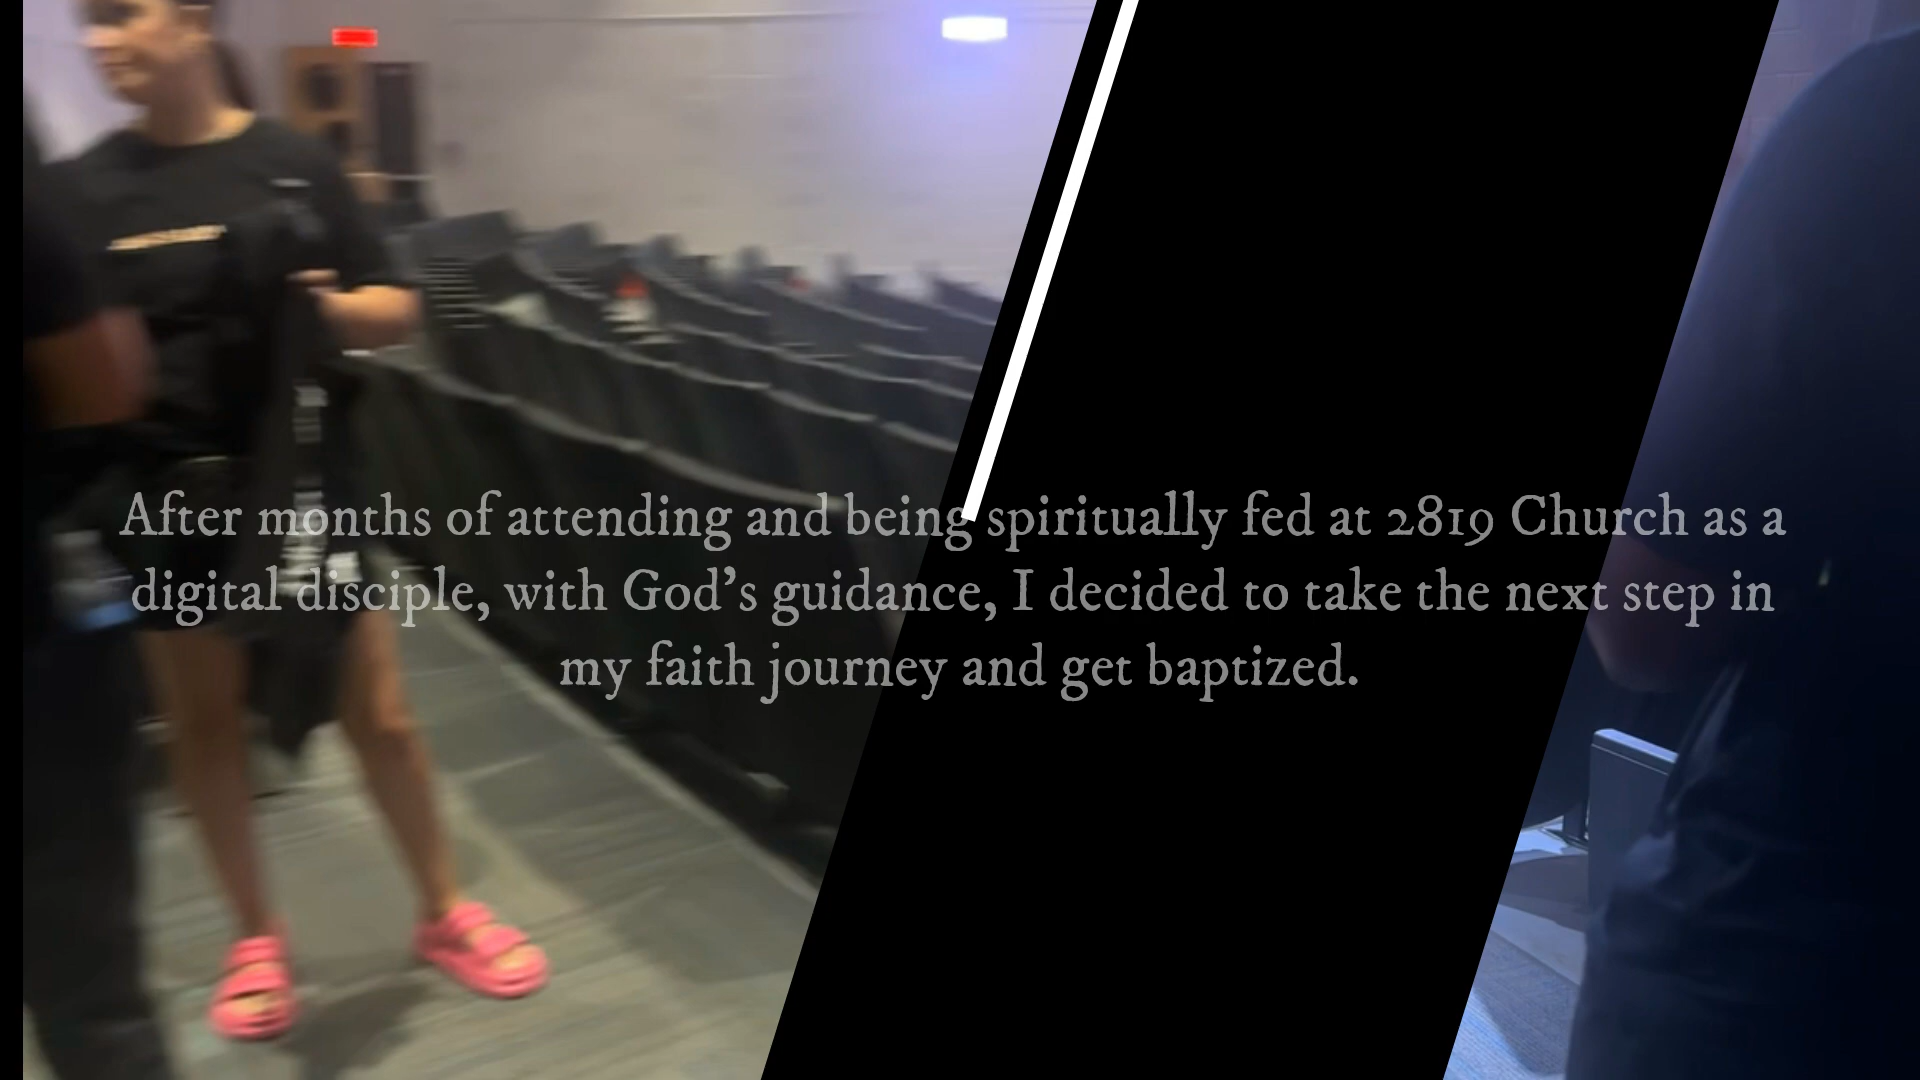 After months of attending and being spiritually fed at 2819 Church as a
digital disciple, with God's guidance, I decided to take the next step in
my faith journey and get baptized.